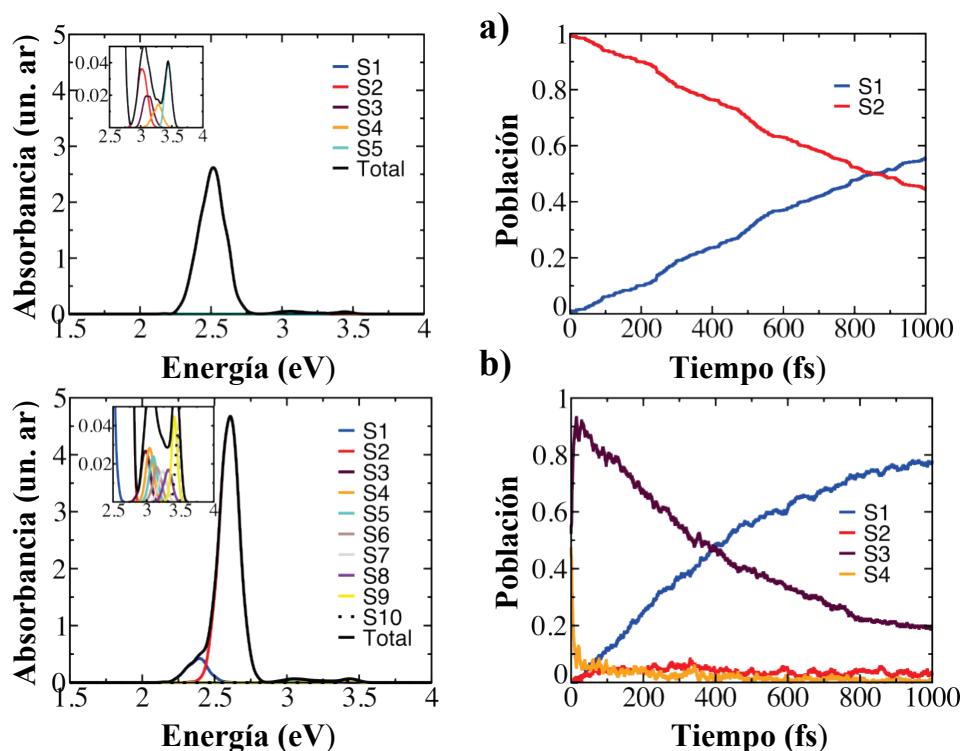 a)
Absorbancia (un. ar)
5
4
3
2
1
0
0.04
0.02
2.5 3 3.5 4
S1
S2
S3
S4
S5
Total
1.5 2 2.5 3 3.5 4
Energía (eV)
Población
1
0.8
0.6
0.4
0.2
0
S1
S2
0 200 400 600 800 1000
Tiempo (fs)
b)
Absorbancia (un. ar)
5
4
3
2
1
0
0.04
0.02
2.5 3 3.5 4
S1
S2
S3
S4
S5
S6
S7
S8
S9
S10
Total
1.5 2 2.5 3 3.5 4
Energía (eV)
Población
1
0.8
0.6
0.4
0.2
0
S1
S2
S3
S4
0 200 400 600 800 1000
Tiempo (fs)